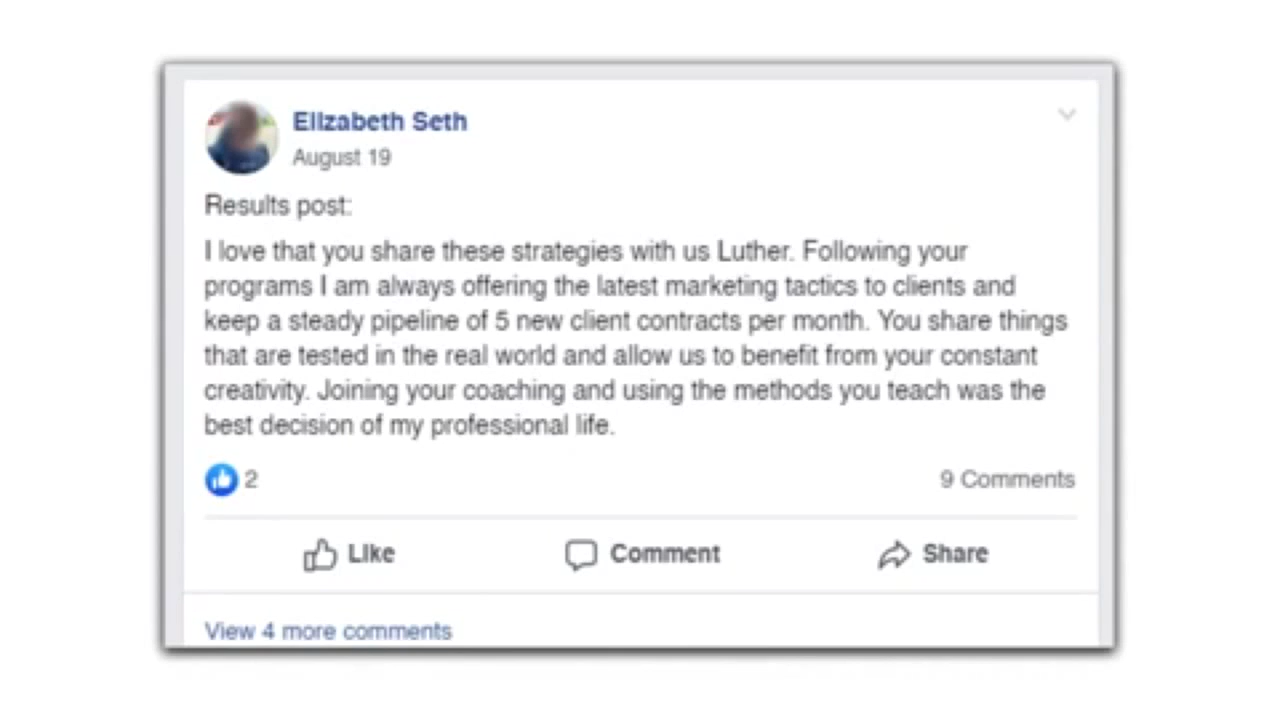 Elizabeth Seth
August 19
Results post:
I love that you share these strategies with us Luther. Following your
programs I am always offering the latest marketing tactics to clients and
keep a steady pipeline of 5 new client contracts per month. You share things
that are tested in the real world and allow us to benefit from your constant
creativity. Joining your coaching and using the methods you teach was the
best decision of my professional life.
2 9 Comments
Like Comment Share
View 4 more comments